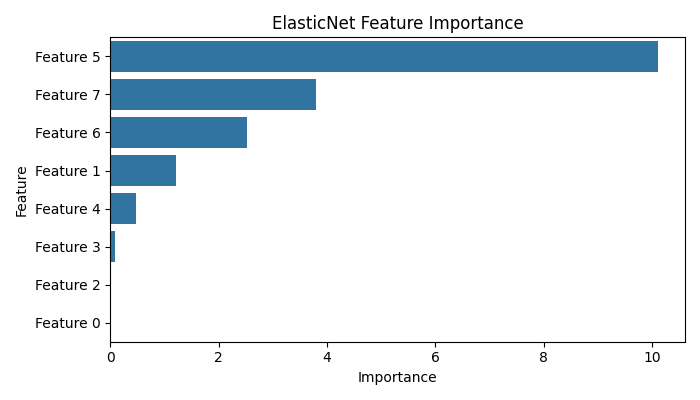 ElasticNet Feature Importance
Feature
Feature 5
Feature 7
Feature 6
Feature 1
Feature 4
Feature 3
Feature 2
Feature 0
0 2 4 6 8 10
Importance